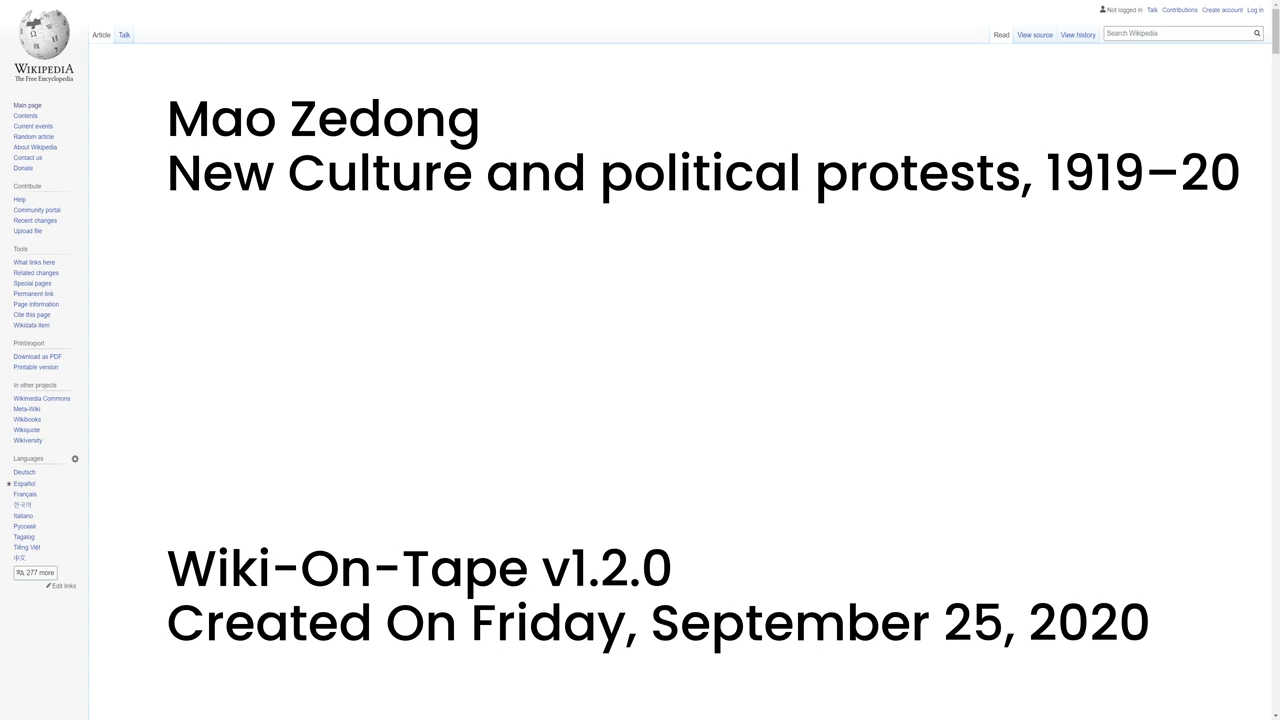 Not logged in Talk Contributions Create account Log in
Article Talk Read View source View history Search Wikipedia
WIKIPEDIA
The Free Encyclopedia
Main page
Contents
Current events
Random article
About Wikipedia
Contact us
Donate
Contribute
Help
Community portal
Recent changes
Upload file
Tools
What links here
Related changes
Special pages
Permanent link
Page information
Cite this page
Wikidata item
Print/export
Download as PDF
Printable version
In other projects
Wikimedia Commons
Meta-Wiki
Wikibooks
Wikiquote
Wikiversity
Languages
Deutsch
Español
Français
한국어
Italiano
Русский
Tagalog
Tiếng Việt
中文
277 more
Edit links
Mao Zedong
New Culture and political protests, 1919–20
Wiki-On-Tape v1.2.0
Created On Friday, September 25, 2020